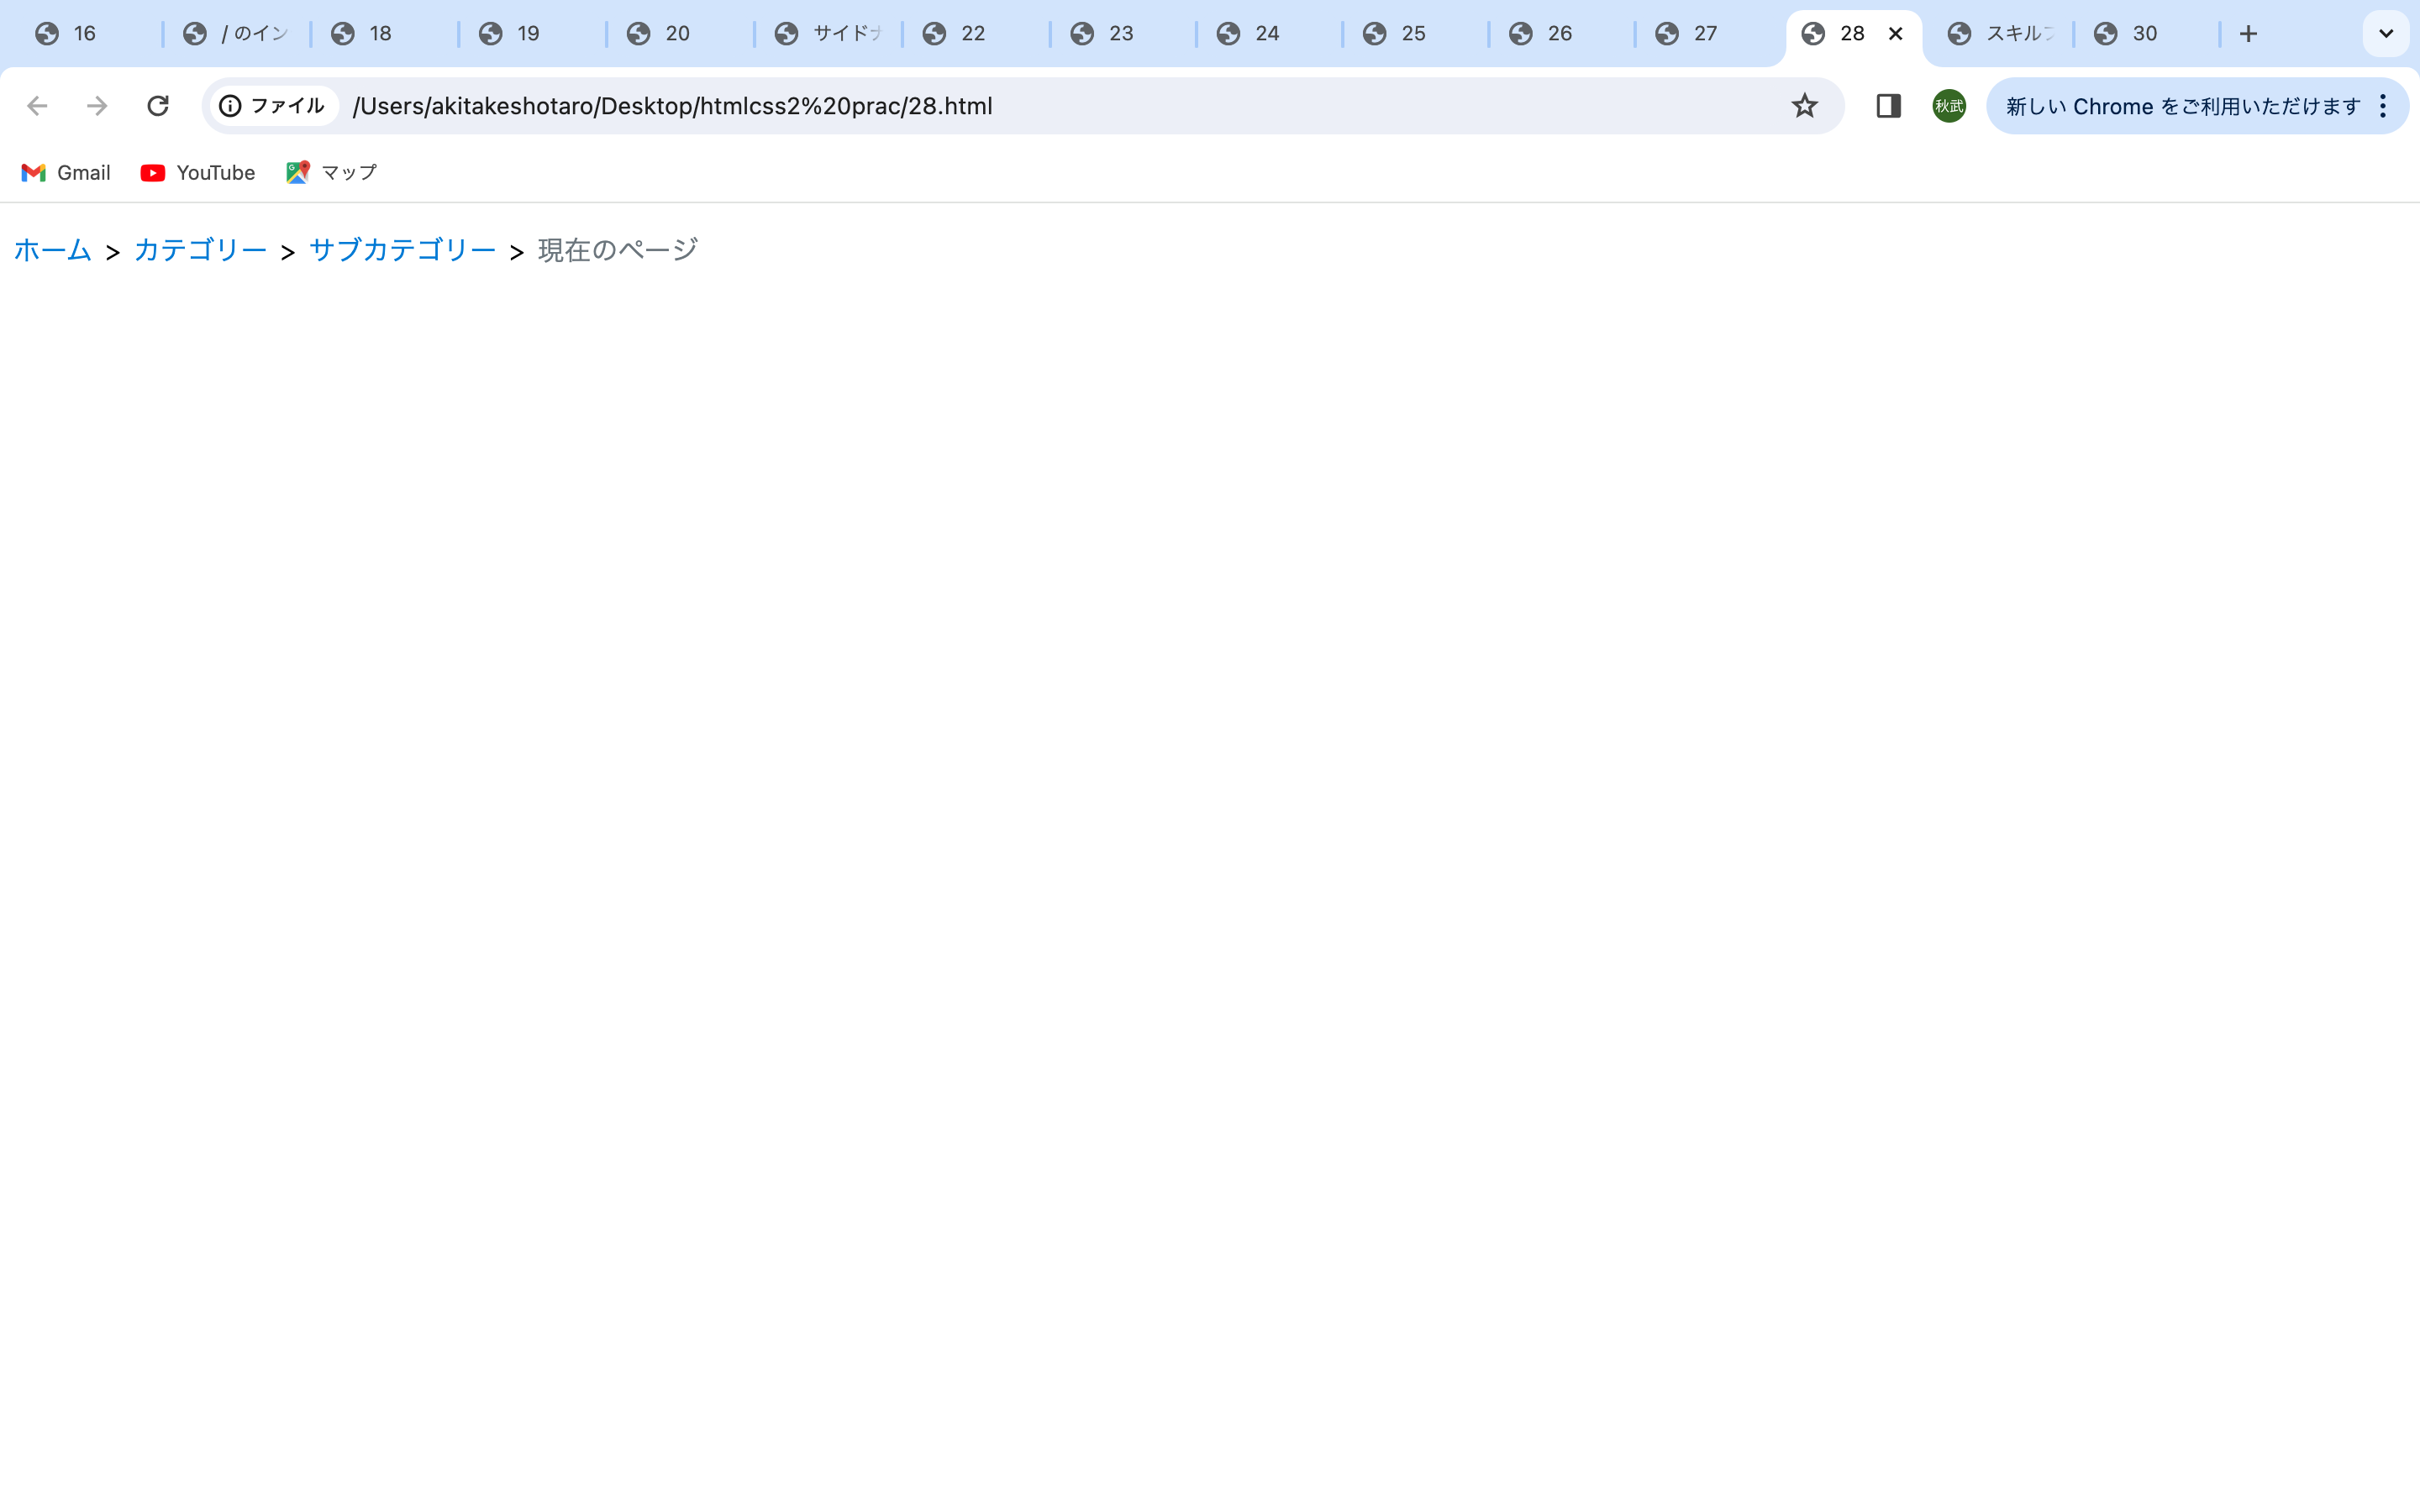 16 / のイン 18 19 20 サイドナ 22 23 24 25 26 27 28 スキル 30
ファイル /Users/akitakeshotaro/Desktop/htmlcss2%20prac/28.html 秋武 新しい Chrome をご利用いただけます
Gmail YouTube マップ
ホーム > カテゴリー > サブカテゴリー > 現在のページ